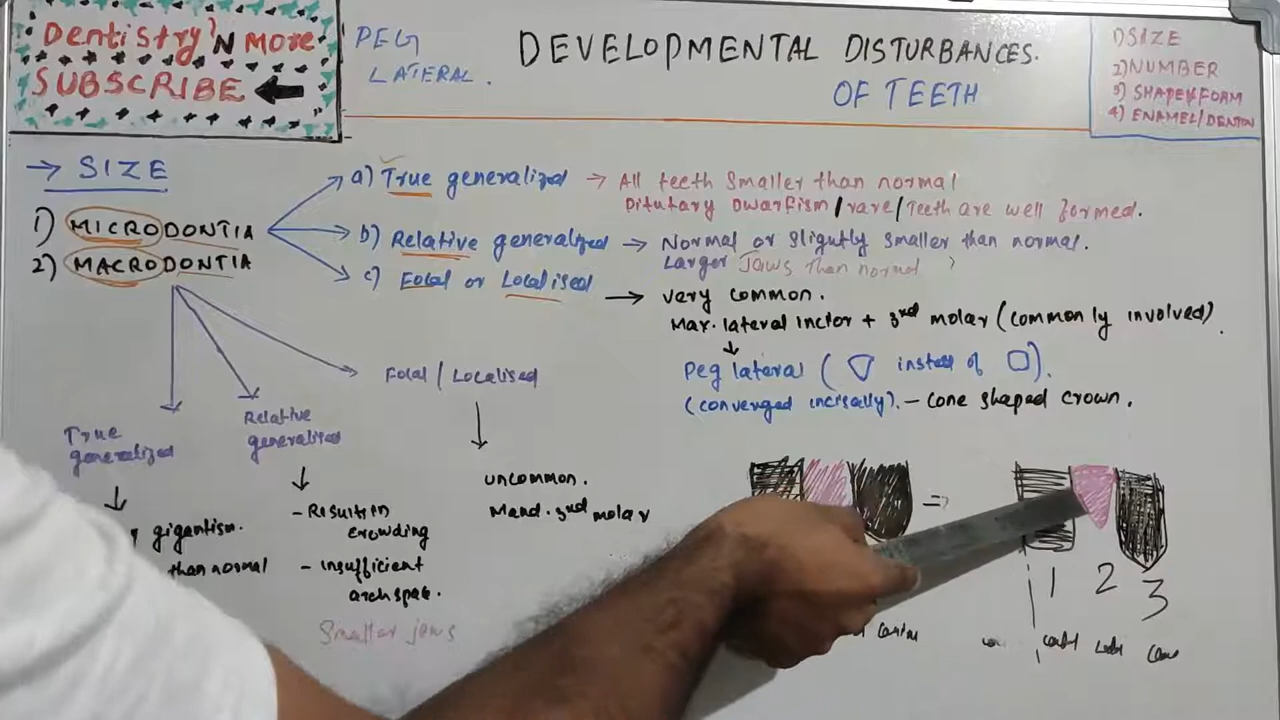 Dentistry'N More
SUBSCRIBE
PEG
LATERAL.
DEVELOPMENTAL DISTURBANCES.
OF TEETH
1) SIZE
2) NUMBER
3) SHAPE & FOAM
4) ENAMEL/DENTIN
→ SIZE
1) MICRODONTIA
2) MACRODONTIA
a) True generalized → All teeth smaller than normal
Pitutary Dwarfism/rare/Teeth are well formed.
b) Relative generalized → Normal or slightly smaller than normal.
Larger Jaws than normal
c) Focal or Localised → very common.
Max. lateral incior + 3rd molar (commonly involved).
Peg lateral ( instead of ).
(converged incisally). - cone shaped crown.
True
generalized
gigantism.
than normal
Relative
generalised
- Results in
crowding
- insufficient
arch space.
Smaller jaws
Focal / Localised
uncommon.
Mand. 3rd molar
=
1 2 3